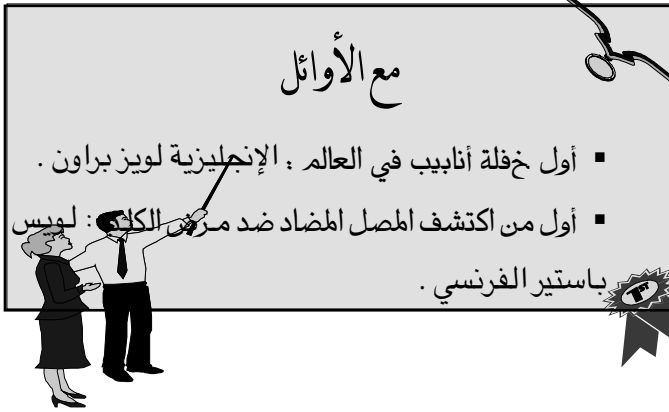 مع الأوائل
▪ أول خفلة أنابيب في العالم : الإنجليزية لويز براون .
▪ أول من اكتشف المصل المضاد ضد مرض الكلب : لويس
باستير الفرنسي .
1ST